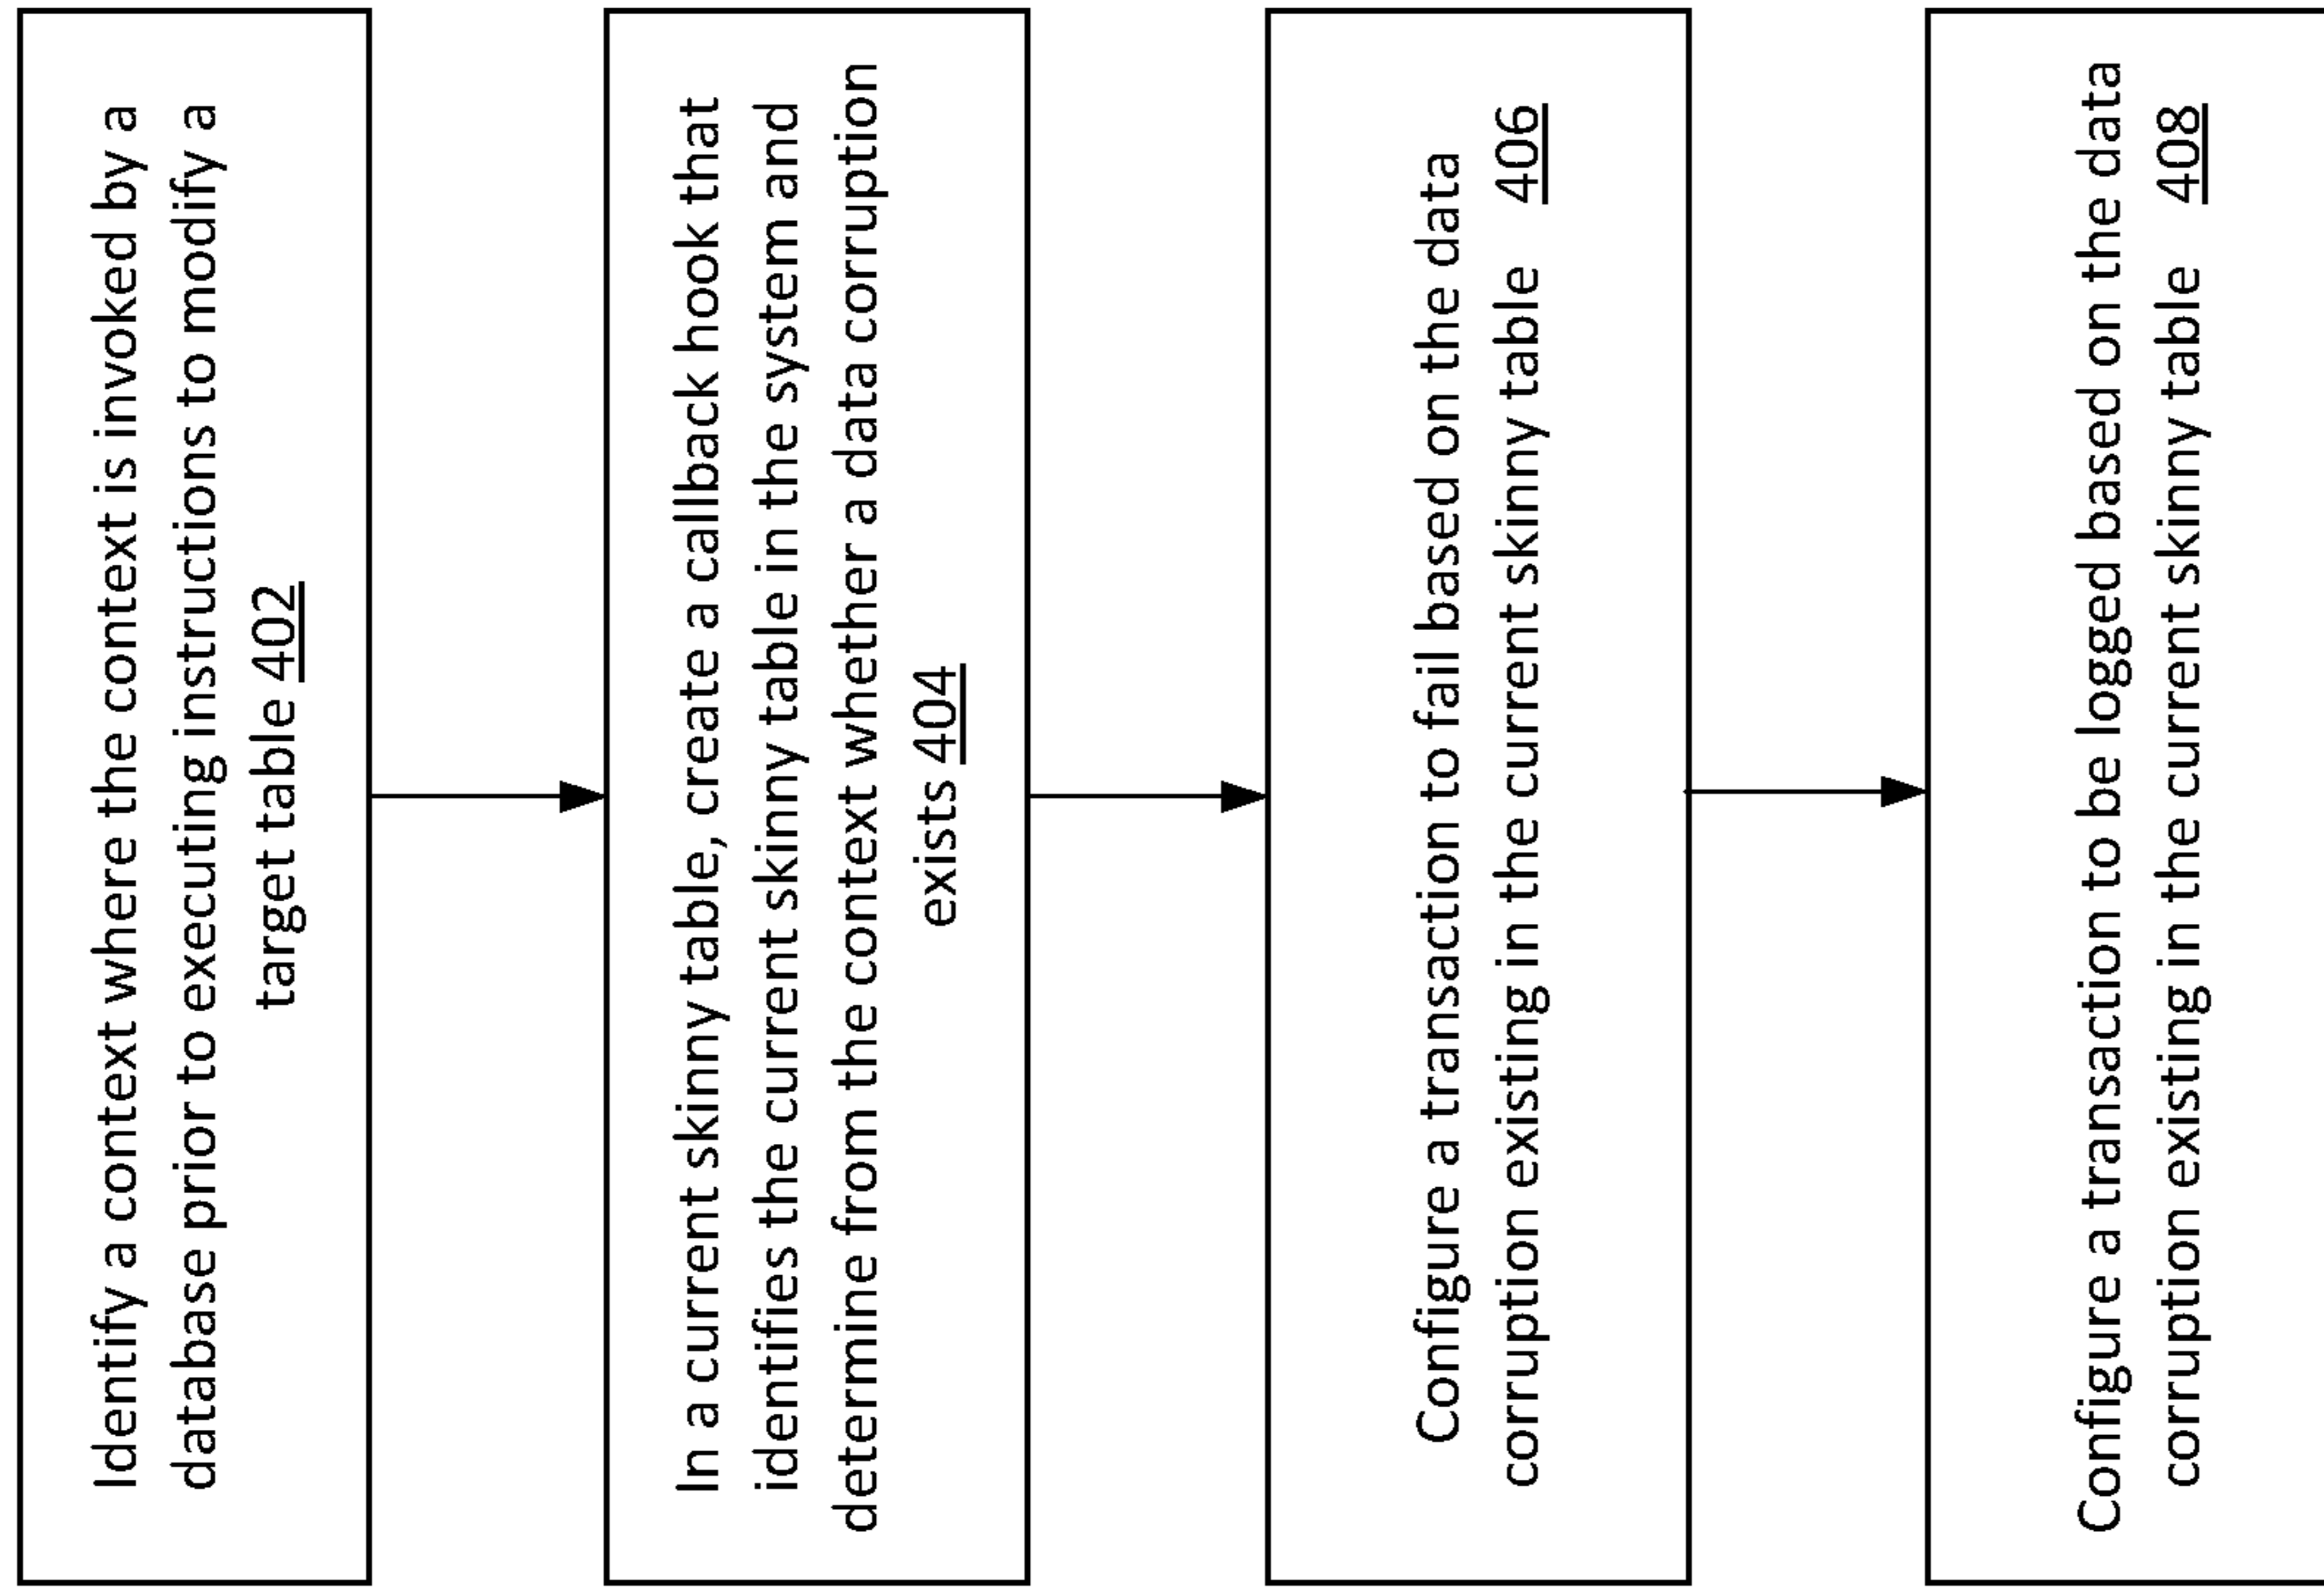 Identify a context where the context is invoked by a
database prior to executing instructions to modify a
target table 402
In a current skinny table, create a callback hook that
identifies the current skinny table in the system and
determine from the context whether a data corruption
exists 404
Configure a transaction to fail based on the data
corruption existing in the current skinny table 406
Configure a transaction to be logged based on the data
corruption existing in the current skinny table 408